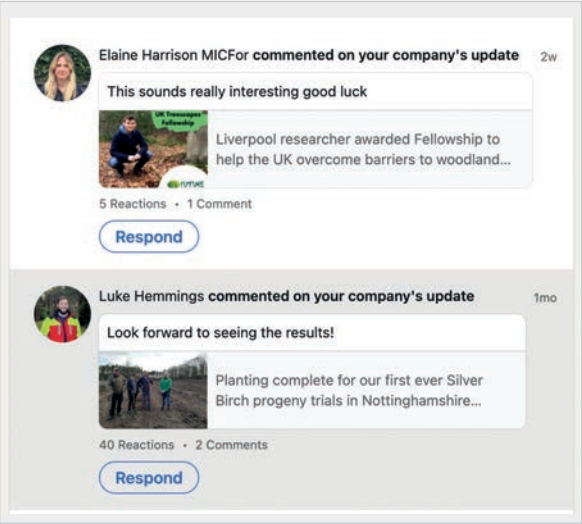 Elaine Harrison MICFor commented on your company's update 2w
This sounds really interesting good luck
UK Treescapes
Fellowship
FUTURE
Liverpool researcher awarded Fellowship to
help the UK overcome barriers to woodland...
5 Reactions • 1 Comment
Respond
Luke Hemmings commented on your company's update 1mo
Look forward to seeing the results!
Planting complete for our first ever Silver
Birch progeny trials in Nottinghamshire...
40 Reactions • 2 Comments
Respond